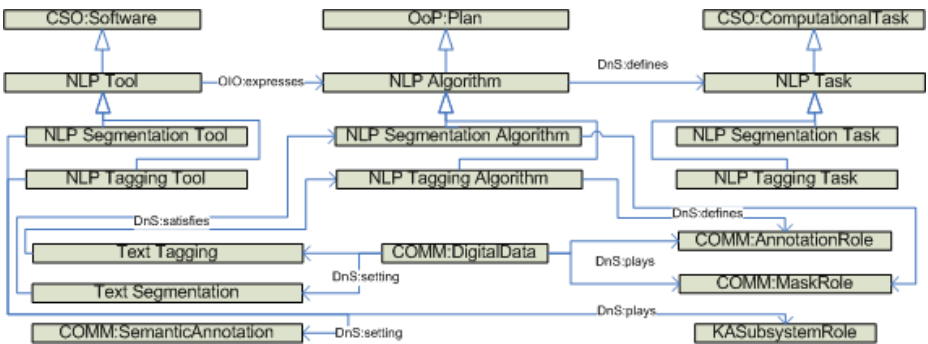 CSO:Software
OoP:Plan
CSO:ComputationalTask
DnS:defines
NLP Tool
OIO:expresses
NLP Algorithm
NLP Task
NLP Segmentation Tool
NLP Segmentation Algorithm
NLP Segmentation Task
NLP Tagging Tool
NLP Tagging Algorithm
NLP Tagging Task
DnS:satisfies
DnS:defines
Text Tagging
COMM:DigitalData
COMM:AnnotationRole
DnS:setting
DnS:plays
Text Segmentation
COMM:MaskRole
DnS:plays
COMM:SemanticAnnotation
DnS:setting
KASubsystemRole